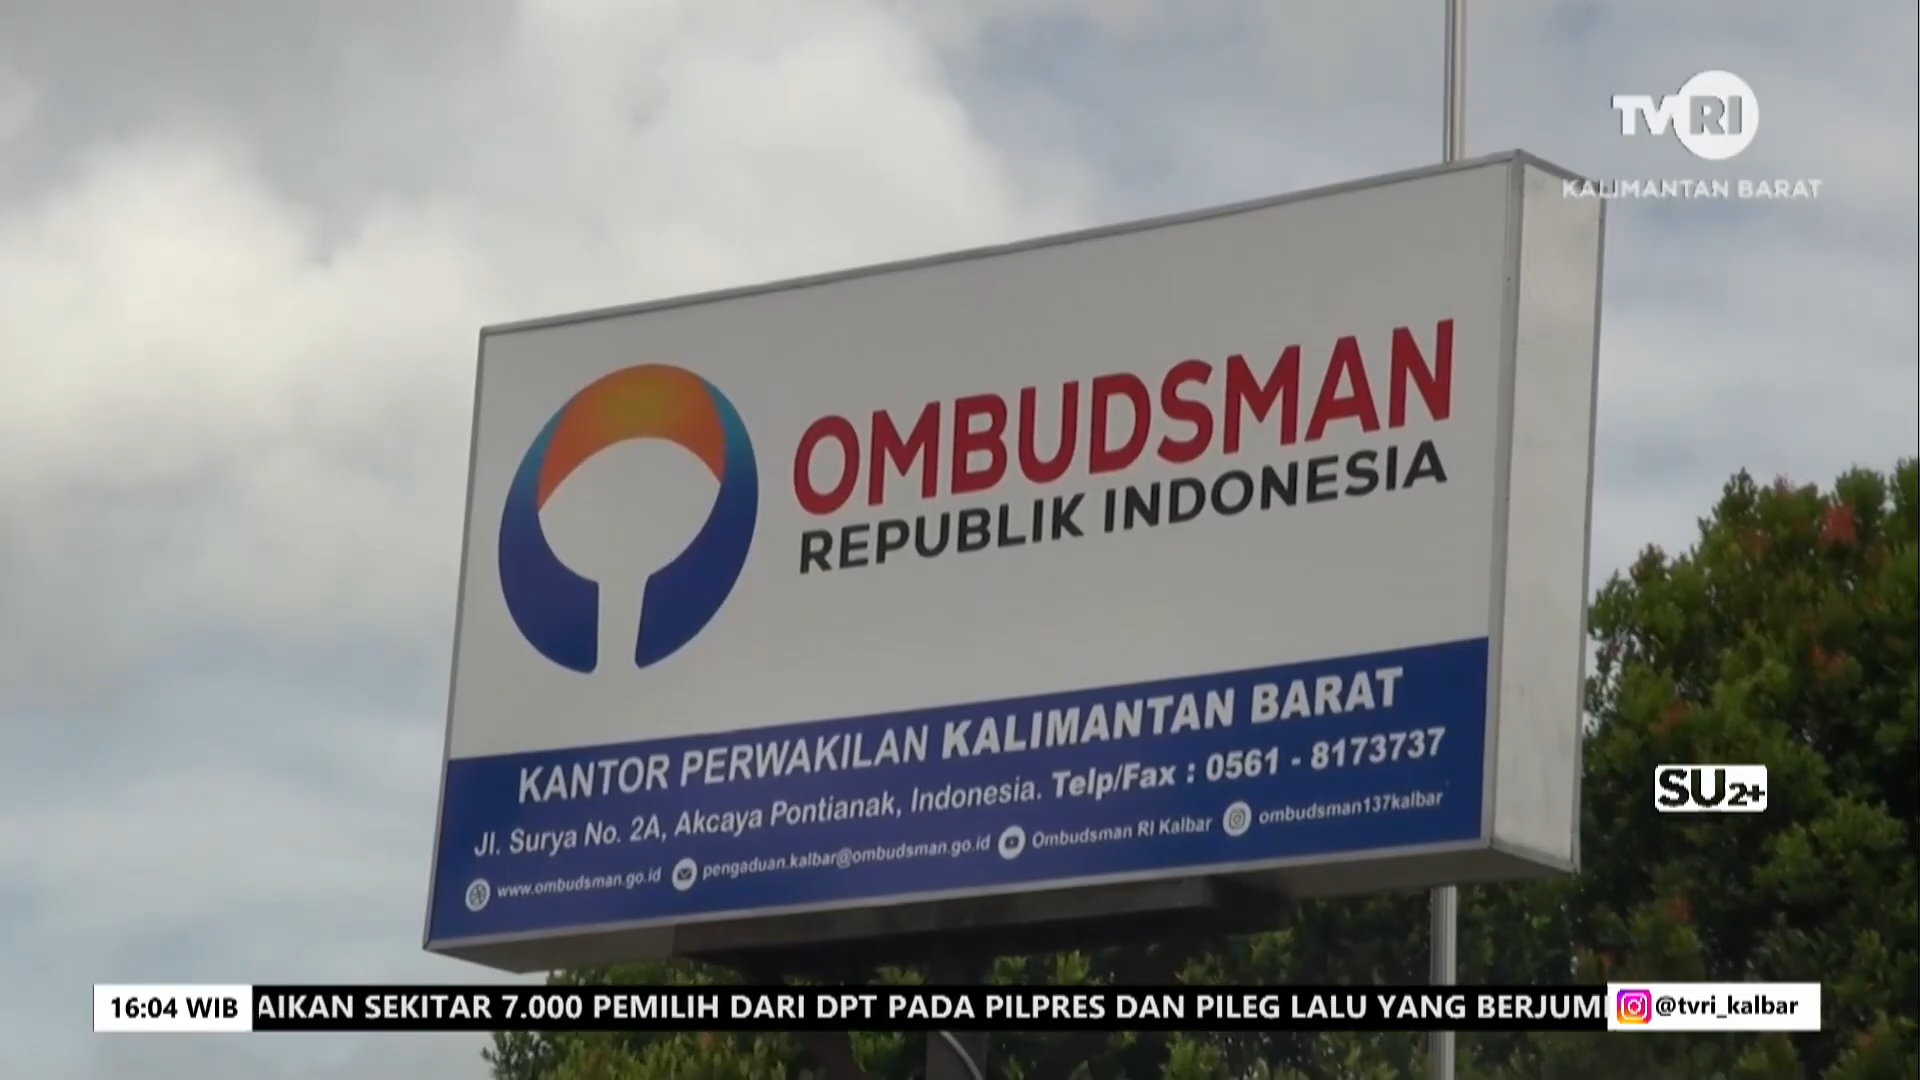 TVRI
KALIMANTAN BARAT
OMBUDSMAN
REPUBLIK INDONESIA
KANTOR PERWAKILAN KALIMANTAN BARAT
Jl. Surya No. 2A, Akcaya Pontianak, Indonesia. Telp/Fax : 0561 - 8173737
www.ombudsman.go.id pengaduan.kalbar@ombudsman.go.id Ombudsman RI Kalbar ombudsman137kalbar
SU2+
16:04 WIB AIKAN SEKITAR 7.000 PEMILIH DARI DPT PADA PILPRES DAN PILEG LALU YANG BERJUML @tvri_kalbar